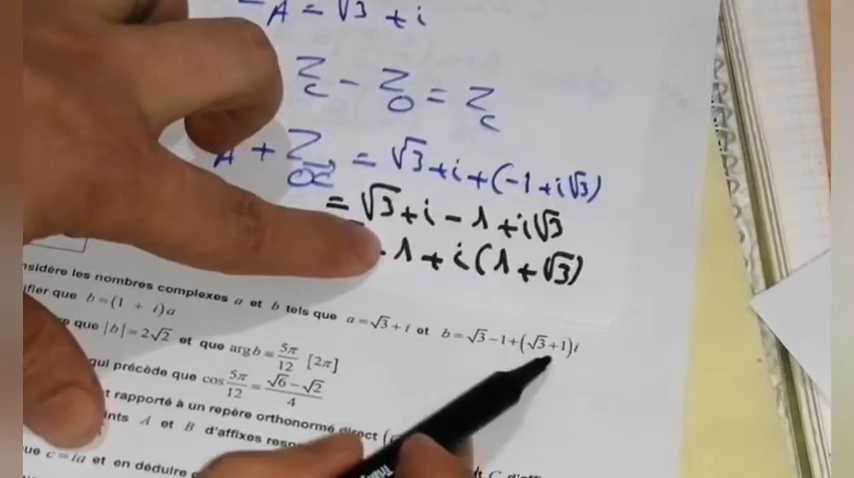 A = √3 + i
Z_C − Z_O = Z_C
A + Z_OC = √3 + i + (−1 + i√3)
= √3 + i − 1 + i√3
− 1 + i(1 + √3)
nsidère les nombres complexes a et b tels que a = √3 + i et b = √3 − 1 + (√3 + 1)i
ifier que b = (1 + i)a
que |b| = 2√2 et que arg b = 5π/12 [2π]
qui précède que cos 5π/12 = (√6 − √2)/4
t rapporté à un repère orthonormé direct (
ints A et B d'affixes
ue c = ia et en déduire
C